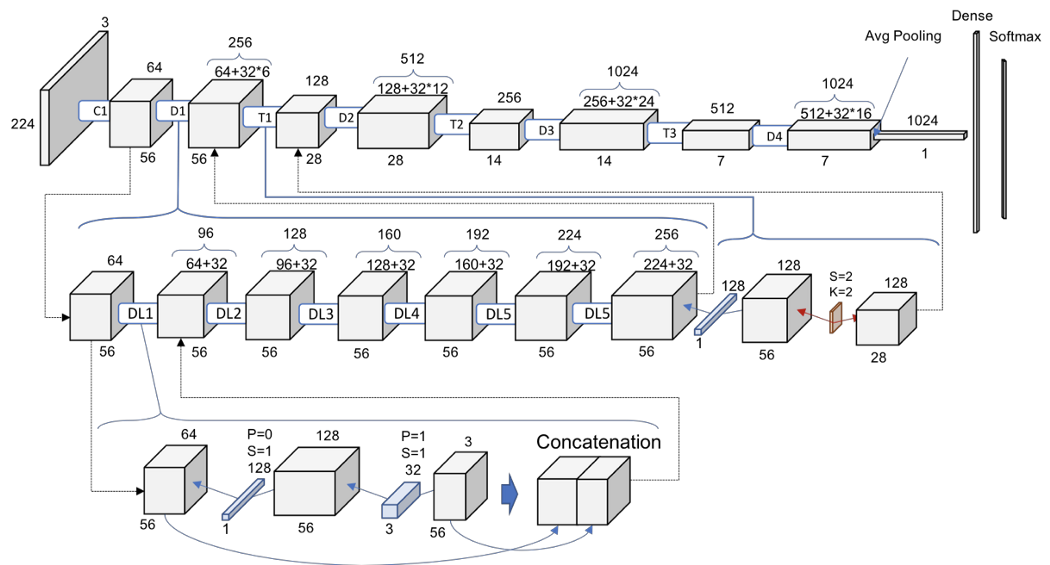 3
224
C1
64
56
D1
256
64+32*6
56
T1
128
28
D2
512
128+32*12
28
T2
256
14
D3
1024
256+32*24
14
T3
512
7
D4
1024
512+32*16
7
Avg Pooling
1024
1
Dense
Softmax
64
56
DL1
96
64+32
56
DL2
128
96+32
56
DL3
160
128+32
56
DL4
192
160+32
56
DL5
224
192+32
56
DL5
256
224+32
56
128
1
128
56
S=2
K=2
128
28
64
56
P=0
S=1
128
1
128
56
P=1
S=1
32
3
3
56
Concatenation